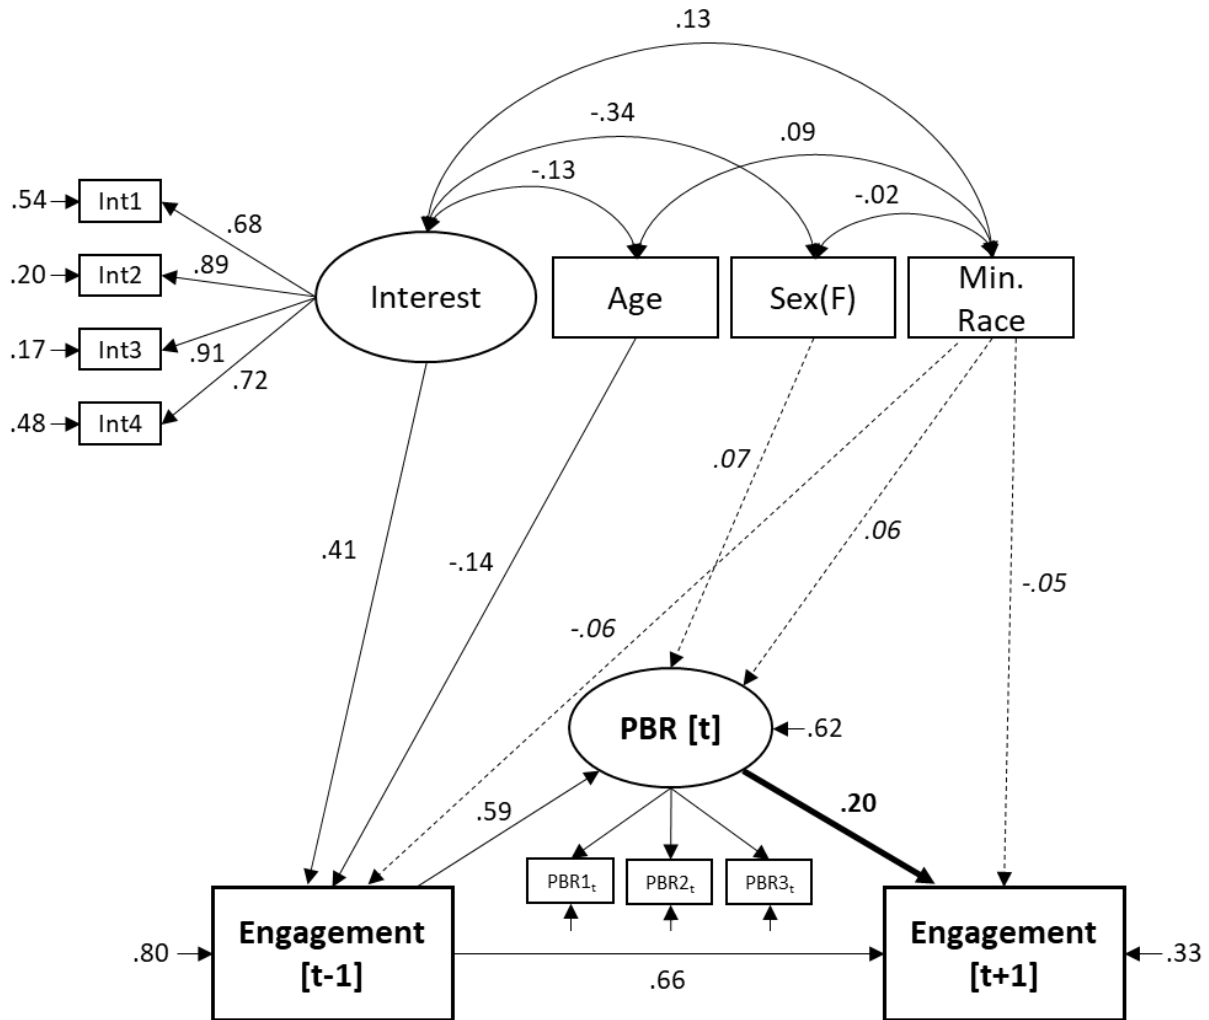 .13
-.34
.09
-.13
-.02
.54
Int1
.68
.20
Int2
.89
.17
Int3
.91
.48
Int4
.72
Interest
Age
Sex(F)
Min.
Race
.07
.06
.41
-.14
-.06
-.05
PBR [t]
.62
.59
.20
PBR1t
PBR2t
PBR3t
.80
Engagement
[t-1]
.66
Engagement
[t+1]
.33